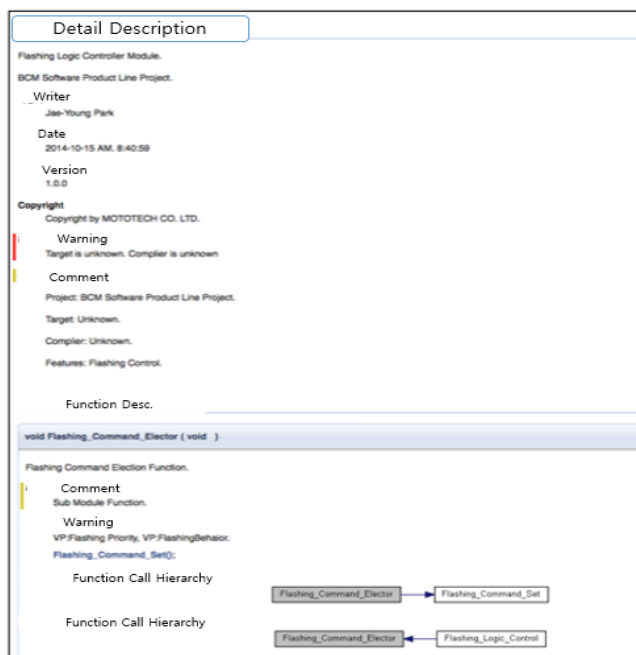 Detail Description
Flashing Logic Controller Module.
BCM Software Product Line Project.
Writer
Jae-Young Park
Date
2014-10-15 AM. 8:40:59
Version
1.0.0
Copyright
Copyright by MOTOTECH CO. LTD.
Warning
Target is unknown. Complier is unknown
Comment
Project: BCM Software Product Line Project.
Target: Unknown.
Complier: Unknown.
Features: Flashing Control.
Function Desc.
void Flashing_Command_Elector ( void )
Flashing Command Election Function.
Comment
Sub Module Function.
Warning
VP:Flashing Priority, VP:FlashingBehaior.
Flashing_Command_Set();
Function Call Hierarchy
Flashing_Command_Elector Flashing_Command_Set
Function Call Hierarchy
Flashing_Command_Elector Flashing_Logic_Control